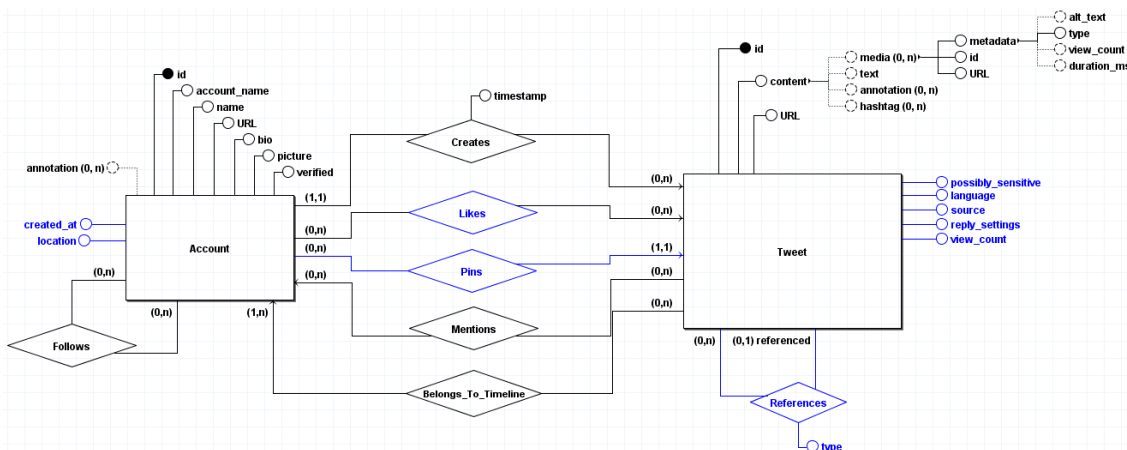 alt_text
metadata
type
id
media (0, n)
id
view_count
id
content
text
URL
duration_ms
account_name
timestamp
annotation (0, n)
name
hashtag (0, n)
URL
URL
bio
Creates
picture
annotation (0, n)
verified
(1,1)
(0,n)
possibly_sensitive
language
created_at
(0,n)
Likes
(0,n)
source
location
Account
(0,n)
(1,1)
reply_settings
view_count
Pins
Tweet
(0,n)
(0,n)
(0,n)
(0,n)
(1,n)
Mentions
(0,n)
Follows
(0,n)
(0,1) referenced
Belongs_To_Timeline
References
type